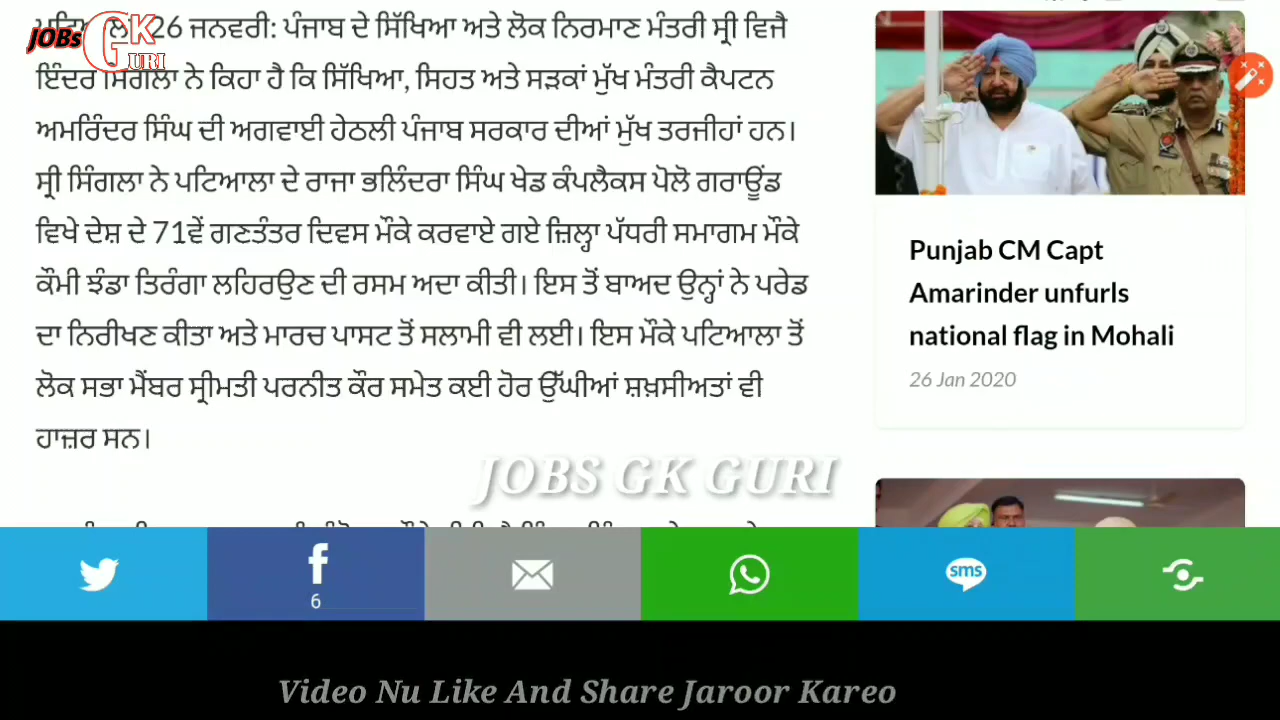 JOBs GK GURI
26 ਜਨਵਰੀ: ਪੰਜਾਬ ਦੇ ਸਿੱਖਿਆ ਅਤੇ ਲੋਕ ਨਿਰਮਾਣ ਮੰਤਰੀ ਸ੍ਰੀ ਵਿਜੈ
ਇੰਦਰ ਸਿੰਗਲਾ ਨੇ ਕਿਹਾ ਹੈ ਕਿ ਸਿੱਖਿਆ, ਸਿਹਤ ਅਤੇ ਸੜਕਾਂ ਮੁੱਖ ਮੰਤਰੀ ਕੈਪਟਨ
ਅਮਰਿੰਦਰ ਸਿੰਘ ਦੀ ਅਗਵਾਈ ਹੇਠਲੀ ਪੰਜਾਬ ਸਰਕਾਰ ਦੀਆਂ ਮੁੱਖ ਤਰਜੀਹਾਂ ਹਨ।
ਸ੍ਰੀ ਸਿੰਗਲਾ ਨੇ ਪਟਿਆਲਾ ਦੇ ਰਾਜਾ ਭਲਿੰਦਰਾ ਸਿੰਘ ਖੇਡ ਕੰਪਲੈਕਸ ਪੋਲੋ ਗਰਾਊਂਡ
ਵਿਖੇ ਦੇਸ਼ ਦੇ 71ਵੇਂ ਗਣਤੰਤਰ ਦਿਵਸ ਮੌਕੇ ਕਰਵਾਏ ਗਏ ਜ਼ਿਲ੍ਹਾ ਪੱਧਰੀ ਸਮਾਗਮ ਮੌਕੇ
ਕੌਮੀ ਝੰਡਾ ਤਿਰੰਗਾ ਲਹਿਰਾਉਣ ਦੀ ਰਸਮ ਅਦਾ ਕੀਤੀ। ਇਸ ਤੋਂ ਬਾਅਦ ਉਨ੍ਹਾਂ ਨੇ ਪਰੇਡ
ਦਾ ਨਿਰੀਖਣ ਕੀਤਾ ਅਤੇ ਮਾਰਚ ਪਾਸਟ ਤੋਂ ਸਲਾਮੀ ਵੀ ਲਈ। ਇਸ ਮੌਕੇ ਪਟਿਆਲਾ ਤੋਂ
ਲੋਕ ਸਭਾ ਮੈਂਬਰ ਸ੍ਰੀਮਤੀ ਪਰਨੀਤ ਕੌਰ ਸਮੇਤ ਕਈ ਹੋਰ ਉੱਘੀਆਂ ਸ਼ਖ਼ਸੀਅਤਾਂ ਵੀ
ਹਾਜ਼ਰ ਸਨ।
Punjab CM Capt
Amarinder unfurls
national flag in Mohali
26 Jan 2020
JOBS GK GURI
6
sms
Video Nu Like And Share Jaroor Kareo